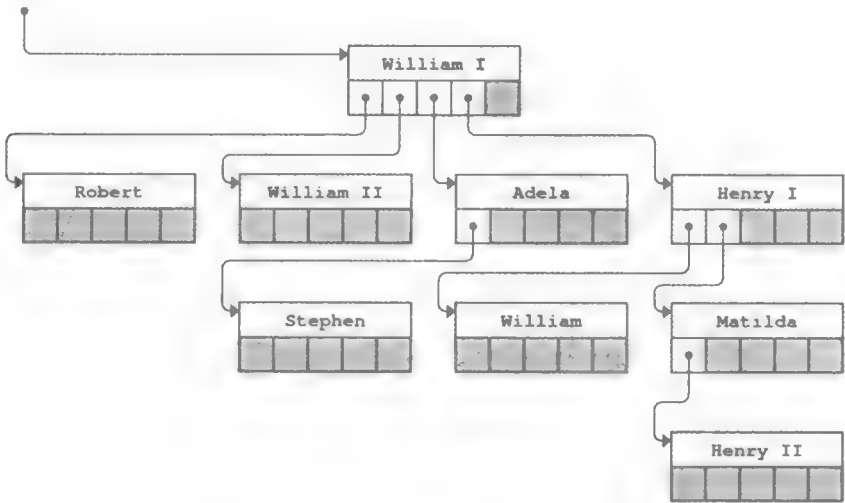 William I
Robert
William II
Adela
Henry I
Stephen
William
Matilda
Henry II